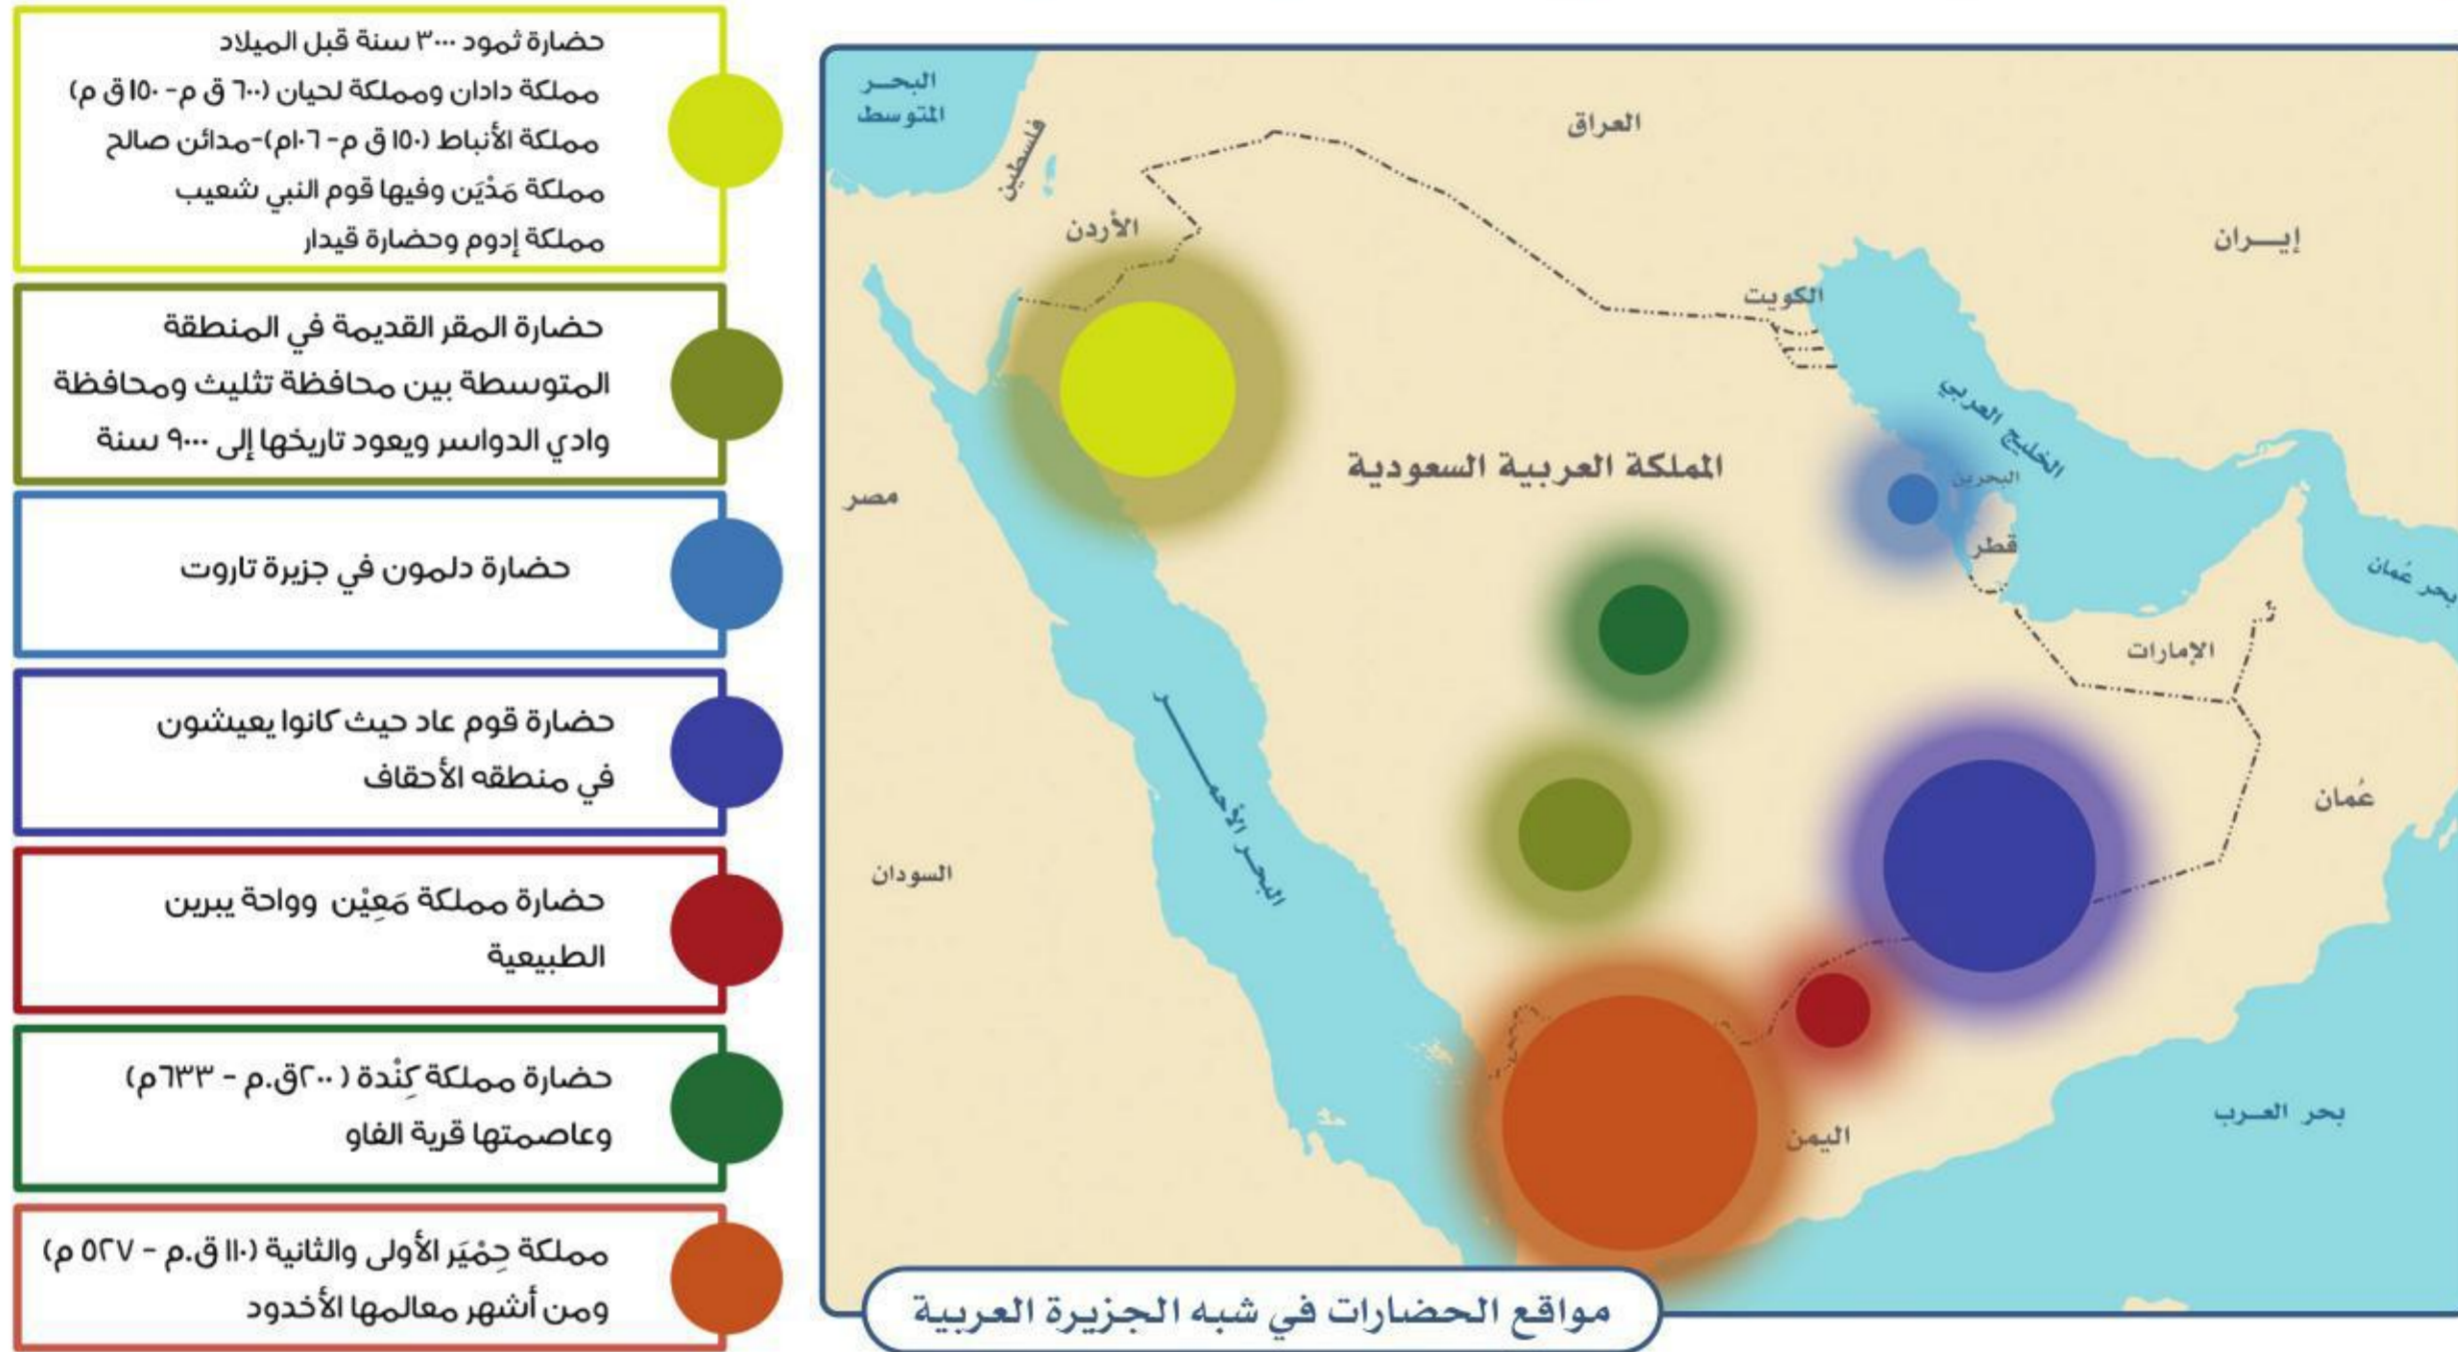 حضارة ثمود ٣٠٠٠ سنة قبل الميلاد
مملكة دادان ومملكة لحيان (٦٠٠ ق م- ١٥٠ق م)
مملكة الأنباط (١٥٠ ق م- ١٠٦م)-مدائن صالح
مملكة مَدْيَن وفيها قوم النبي شعيب
مملكة إدوم وحضارة قيدار
حضارة المقر القديمة في المنطقة
المتوسطة بين محافظة تثليث ومحافظة
وادي الدواسر ويعود تاريخها إلى ٩٠٠٠ سنة
حضارة دلمون في جزيرة تاروت
حضارة قوم عاد حيث كانوا يعيشون
في منطقه الأحقاف
حضارة مملكة مَعِيْن وواحة يبرين
الطبيعية
حضارة مملكة كِنْدة (٢٠٠ق.م - ٦٣٣م)
وعاصمتها قرية الفاو
مملكة حِمْيَر الأولى والثانية (١١٠ ق.م - ٥٢٧ م)
ومن أشهر معالمها الأخدود
البحر
المتوسط
فلسطين
العراق
الأردن
إيران
الكويت
الخليج العربي
المملكة العربية السعودية
البحرين
مصر
قطر
بحر عُمان
الإمارات
عُمان
البحر الأحمر
السودان
بحر العرب
اليمن
مواقع الحضارات في شبه الجزيرة العربية